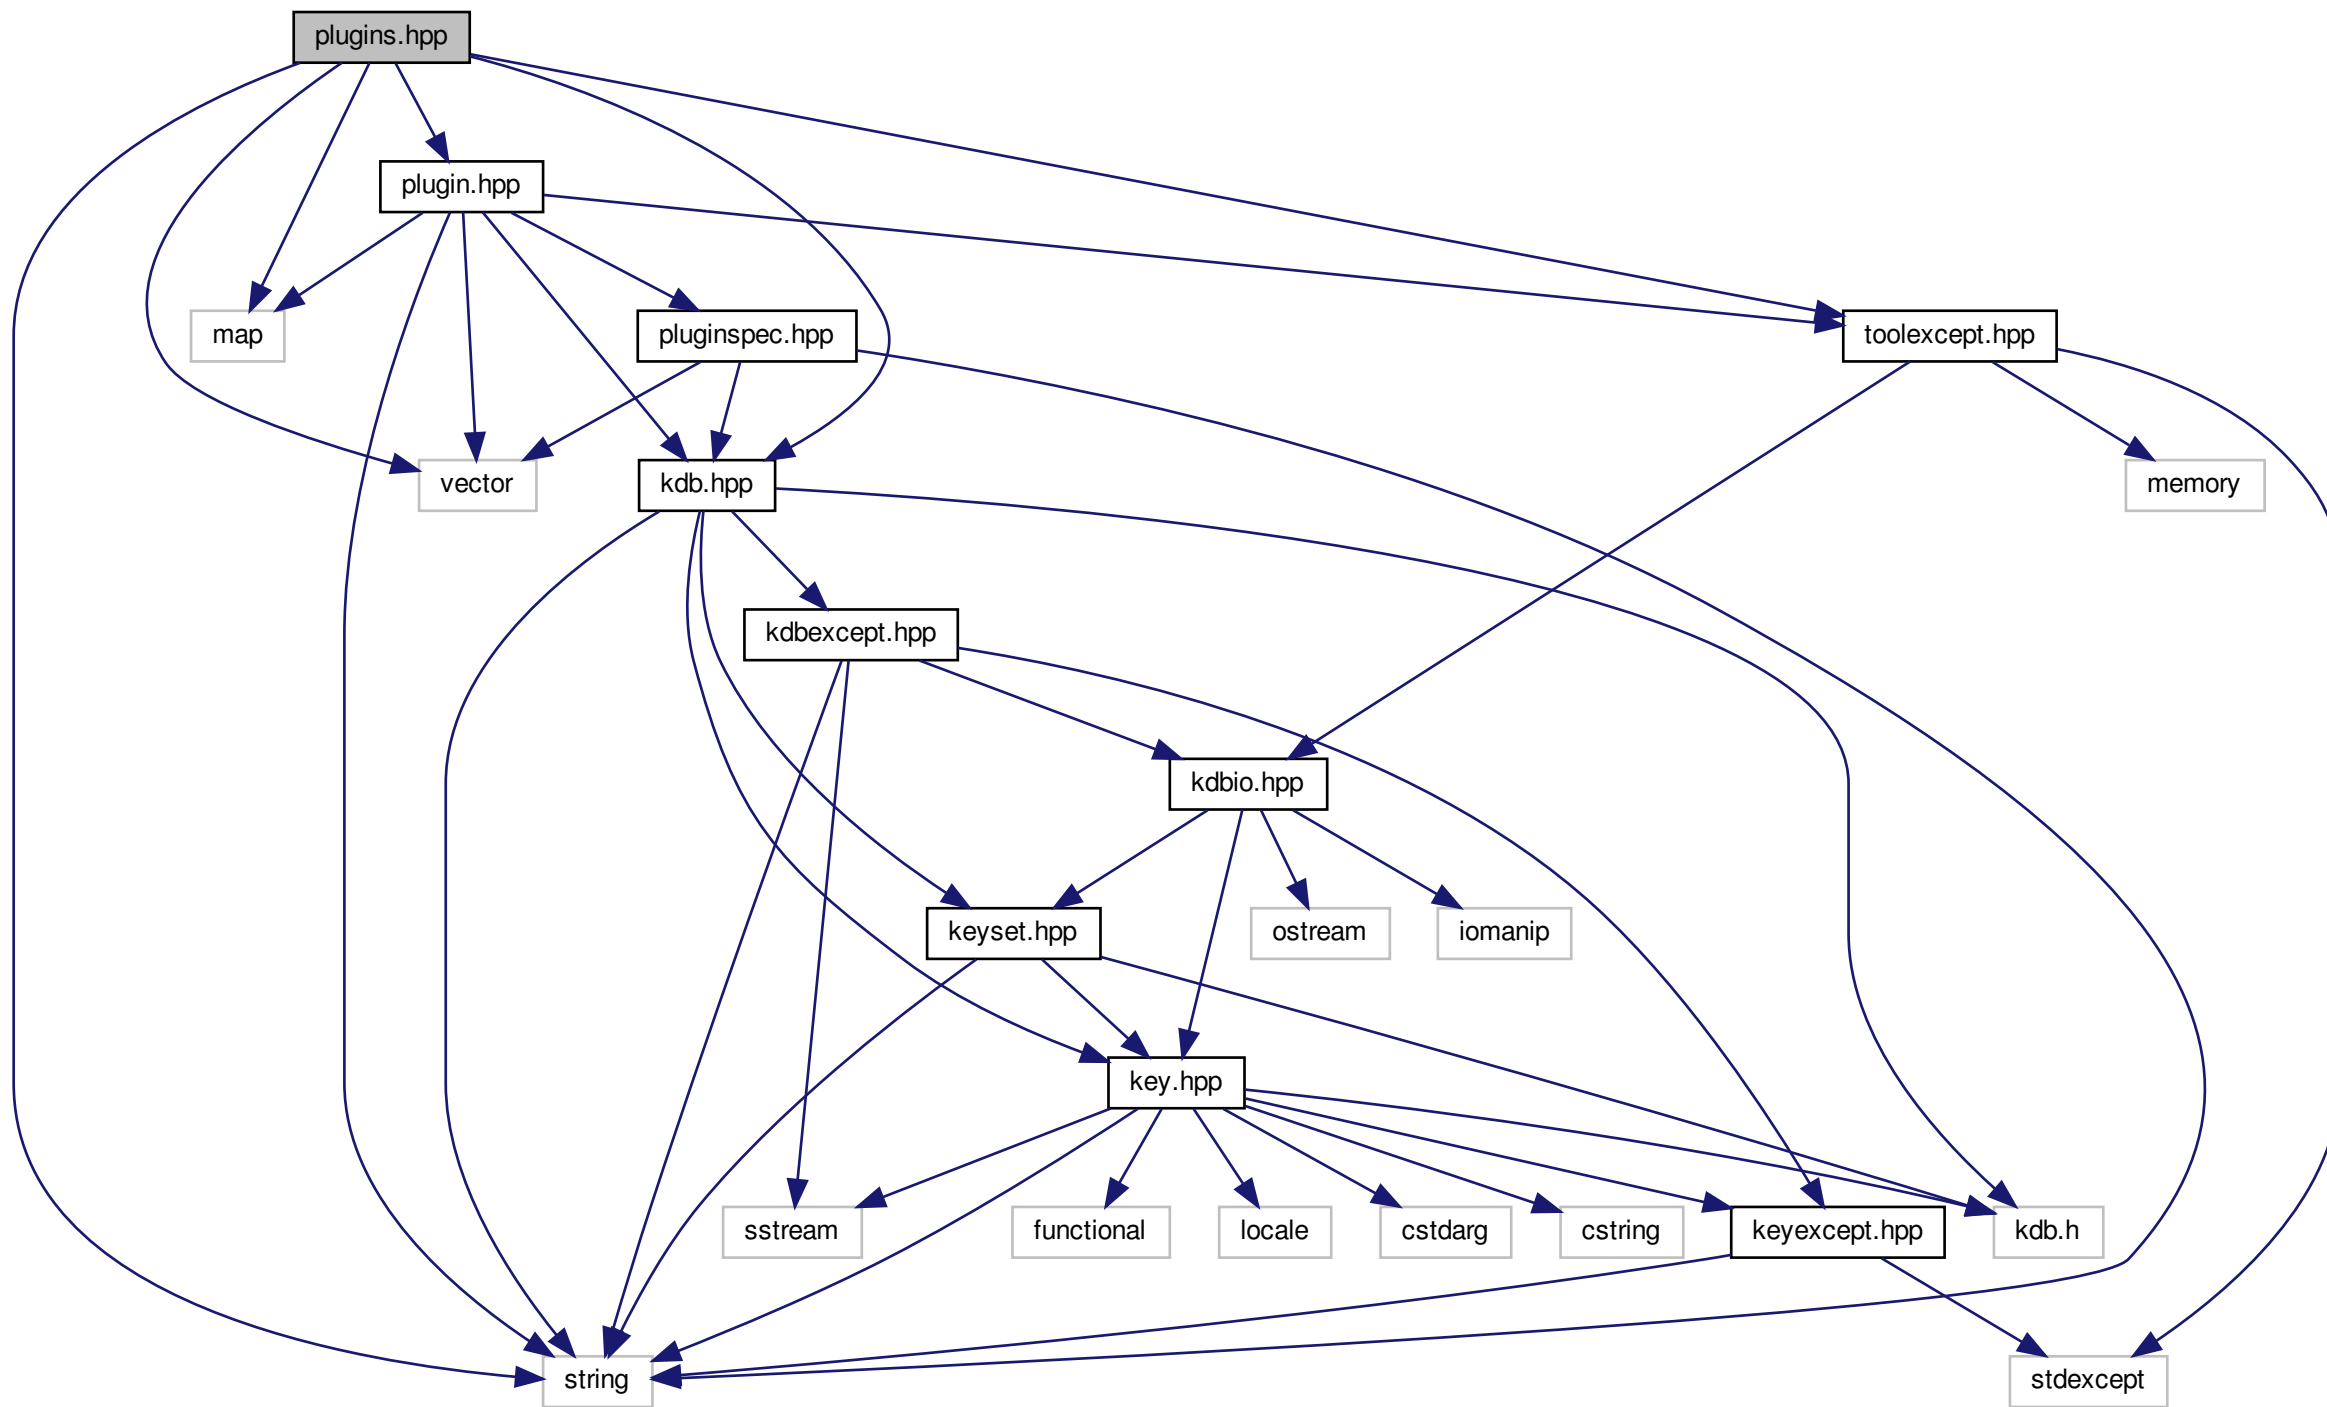 plugins.hpp
plugin.hpp
map
pluginspec.hpp
toolexcept.hpp
vector
kdb.hpp
memory
kdbexcept.hpp
kdbio.hpp
keyset.hpp
ostream
iomanip
key.hpp
sstream
functional
locale
cstdarg
cstring
keyexcept.hpp
kdb.h
string
stdexcept